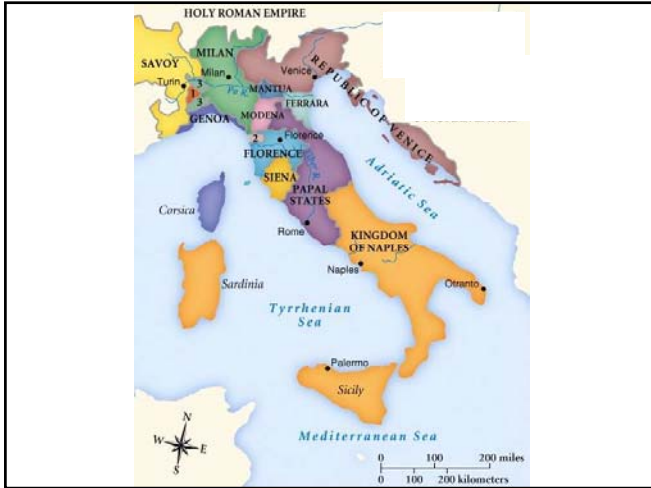 HOLY ROMAN EMPIRE
MILAN
SAVOY
Milan
Venice
REPUBLIC OF VENICE
Turin
3
Po R.
MANTUA
1
3
FERRARA
MODENA
GENOA
2
Florence
FLORENCE
SIENA
Adriatic Sea
PAPAL
STATES
Corsica
Rome
KINGDOM
OF NAPLES
Naples
Otranto
Sardinia
Tyrrhenian
Sea
Palermo
Sicily
N
W
E
S
Mediterranean Sea
0 100 200 miles
0 100 200 kilometers